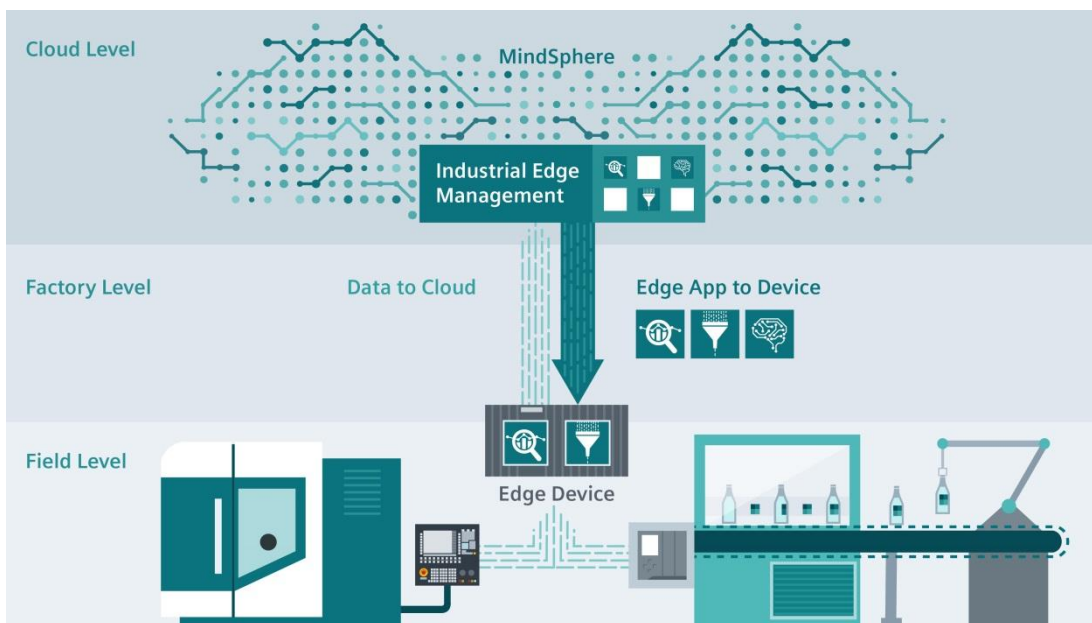 Cloud Level
MindSphere
Industrial Edge
Management
Factory Level
Data to Cloud
Edge App to Device
Field Level
Edge Device